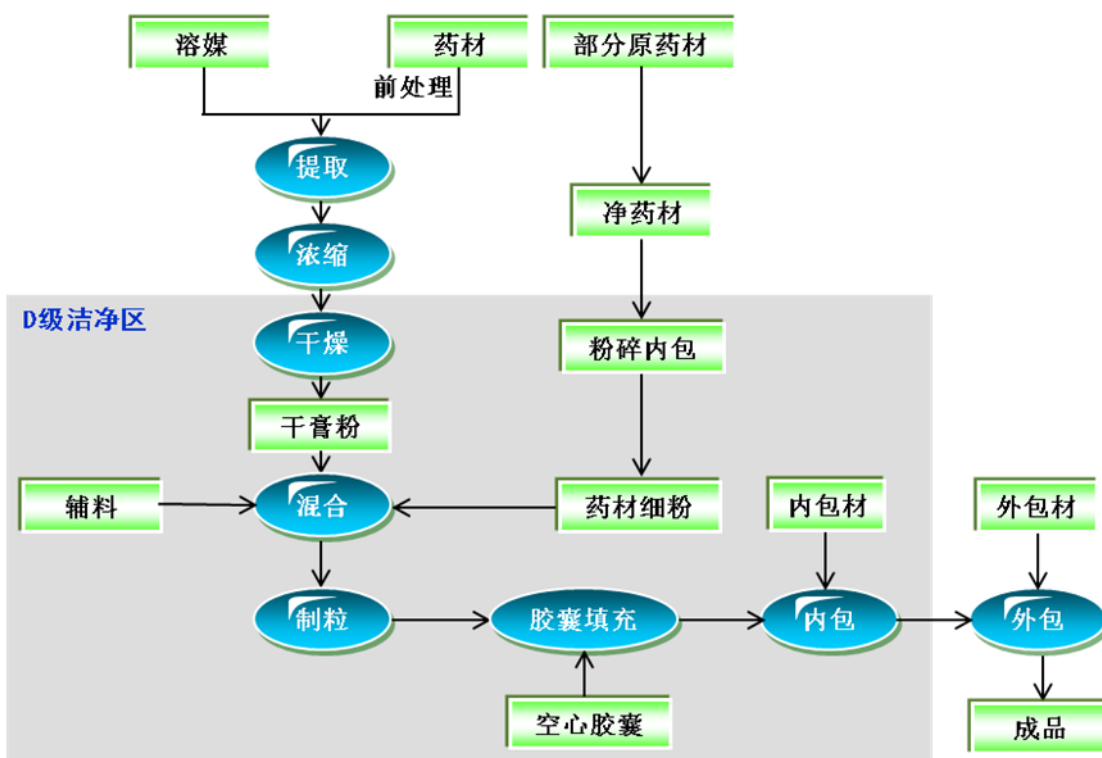 溶媒
药材
部分原药材
前处理
提取
净药材
浓缩
D级洁净区
干燥
粉碎内包
干膏粉
辅料
混合
药材细粉
内包材
外包材
制粒
胶囊填充
内包
外包
空心胶囊
成品